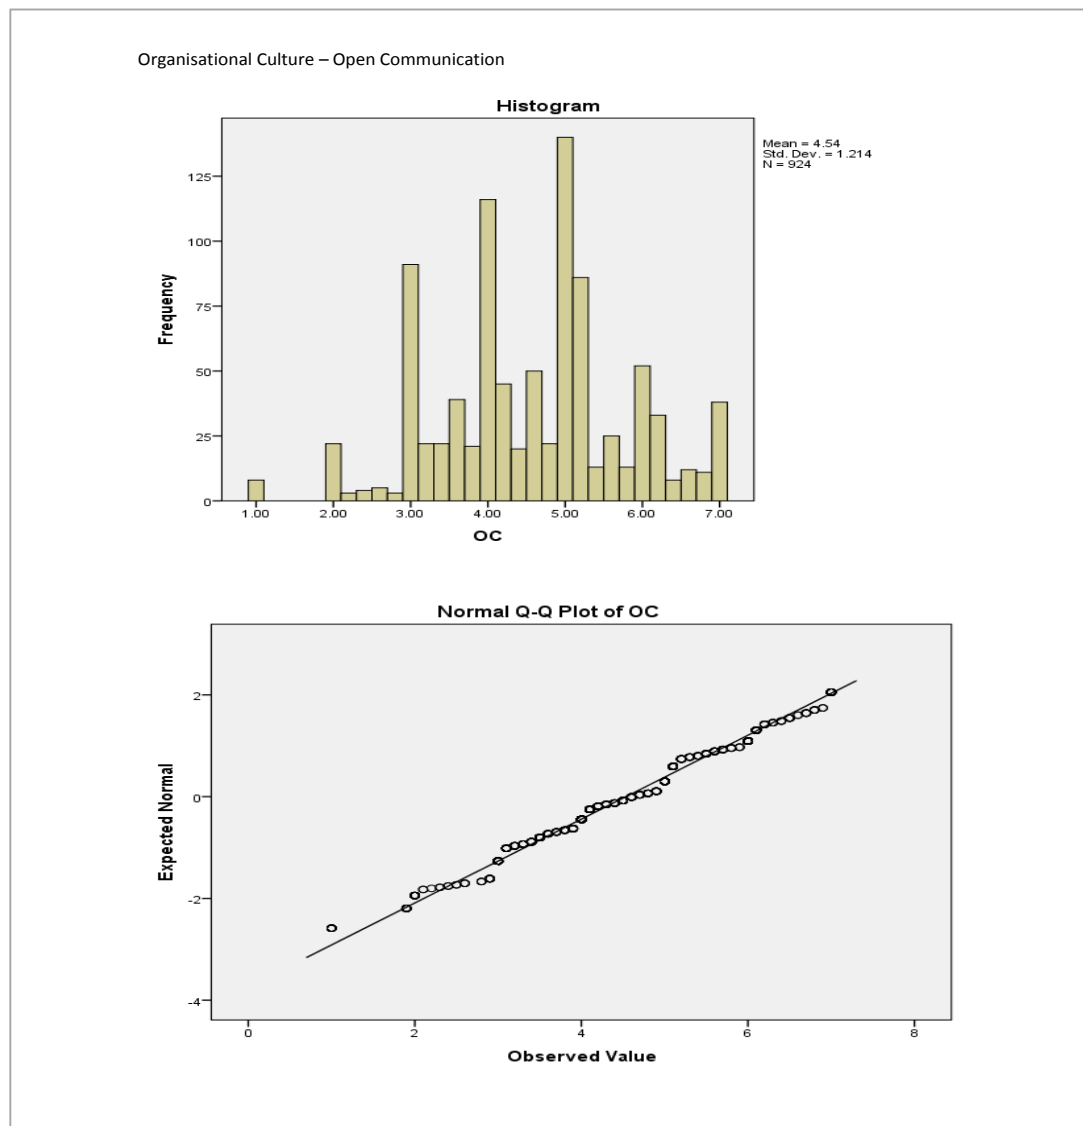 Organisational Culture – Open Communication
Histogram
Mean = 4.54
Std. Dev. = 1.214
N = 924
Frequency
125
100
75
50
25
0
1.00 2.00 3.00 4.00 5.00 6.00 7.00
OC
Normal Q-Q Plot of OC
Expected Normal
2
0
-2
-4
0 2 4 6 8
Observed Value